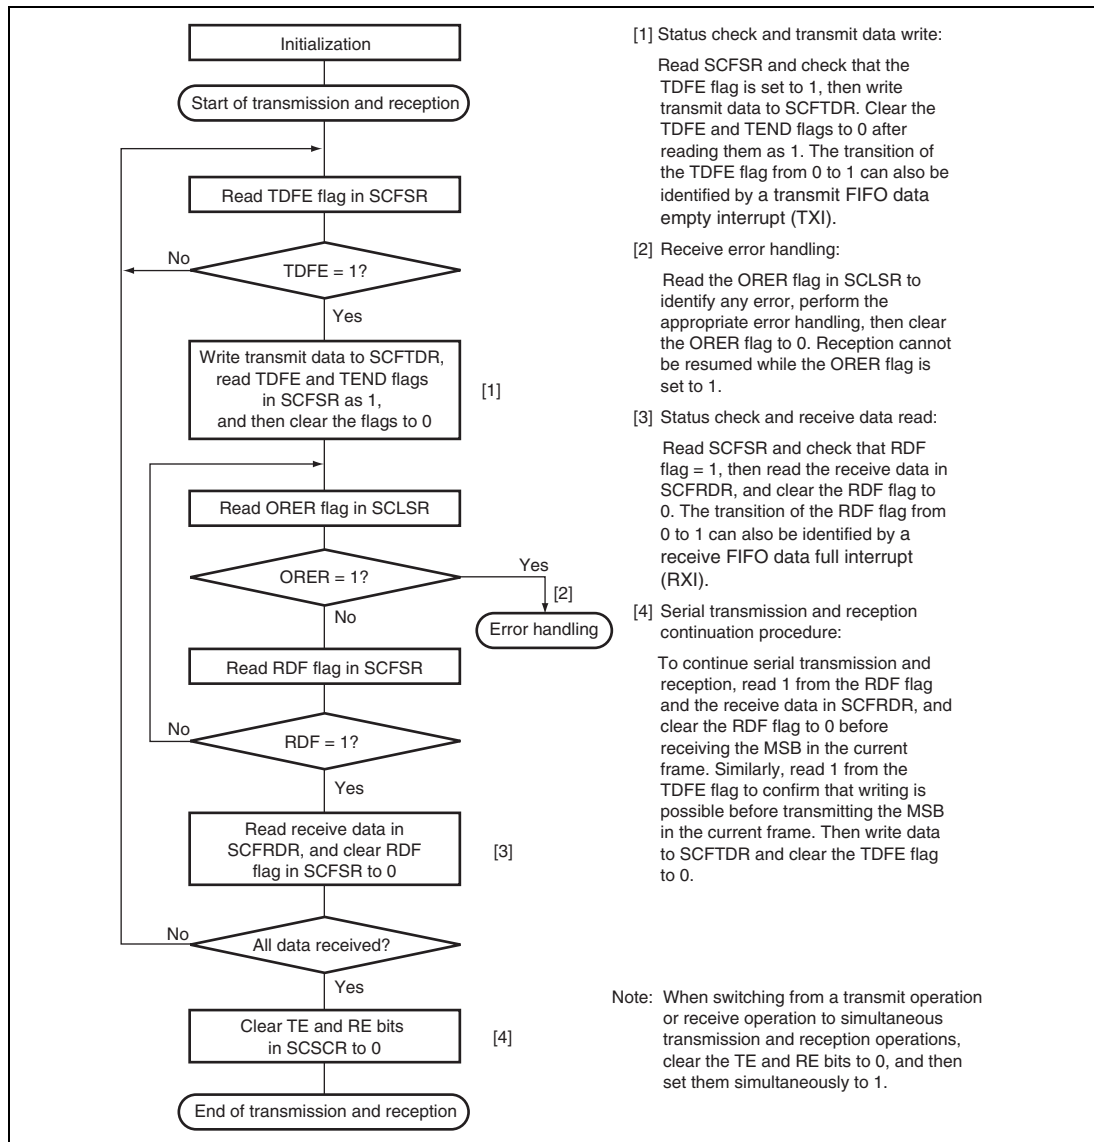 Initialization
Start of transmission and reception
Read TDFE flag in SCFSR
No
TDFE = 1?
Yes
Write transmit data to SCFTDR,
read TDFE and TEND flags
in SCFSR as 1,
and then clear the flags to 0
[1]
Read ORER flag in SCLSR
ORER = 1?
Yes
[2]
No
Error handling
Read RDF flag in SCFSR
No
RDF = 1?
Yes
Read receive data in
SCFRDR, and clear RDF
flag in SCFSR to 0
[3]
No
All data received?
Yes
Clear TE and RE bits
in SCSCR to 0
[4]
End of transmission and reception
[1] Status check and transmit data write:
Read SCFSR and check that the
TDFE flag is set to 1, then write
transmit data to SCFTDR. Clear the
TDFE and TEND flags to 0 after
reading them as 1. The transition of
the TDFE flag from 0 to 1 can also be
identified by a transmit FIFO data
empty interrupt (TXI).
[2] Receive error handling:
Read the ORER flag in SCLSR to
identify any error, perform the
appropriate error handling, then clear
the ORER flag to 0. Reception cannot
be resumed while the ORER flag is
set to 1.
[3] Status check and receive data read:
Read SCFSR and check that RDF
flag = 1, then read the receive data in
SCFRDR, and clear the RDF flag to
0. The transition of the RDF flag from
0 to 1 can also be identified by a
receive FIFO data full interrupt
(RXI).
[4] Serial transmission and reception
continuation procedure:
To continue serial transmission and
reception, read 1 from the RDF flag
and the receive data in SCFRDR, and
clear the RDF flag to 0 before
receiving the MSB in the current
frame. Similarly, read 1 from the
TDFE flag to confirm that writing is
possible before transmitting the MSB
in the current frame. Then write data
to SCFTDR and clear the TDFE flag
to 0.
Note: When switching from a transmit operation
or receive operation to simultaneous
transmission and reception operations,
clear the TE and RE bits to 0, and then
set them simultaneously to 1.